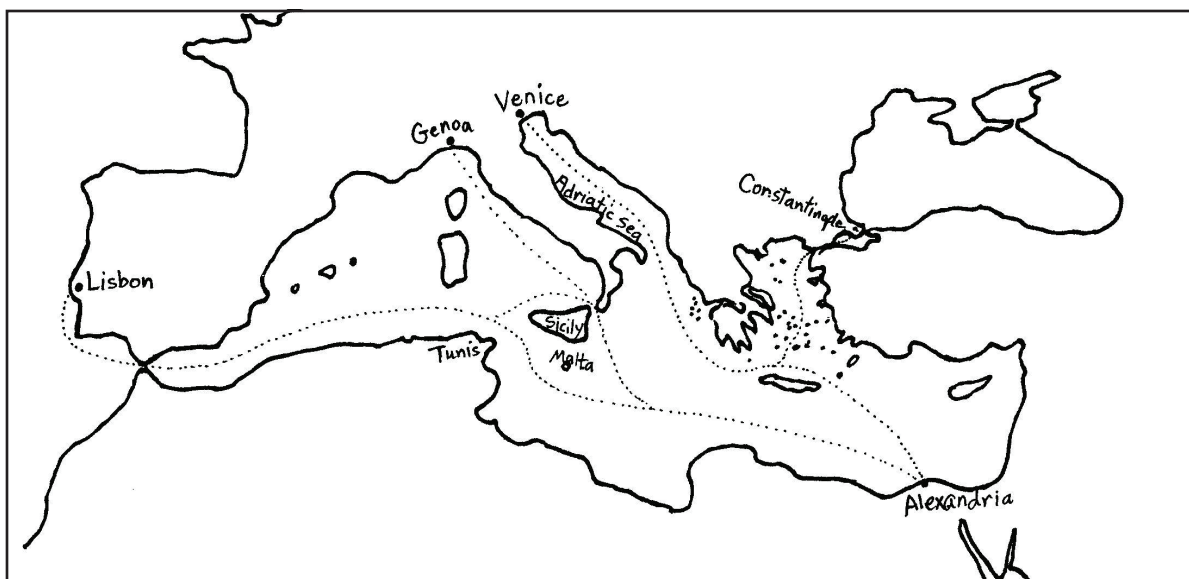 Venice
Genoa
Adriatic sea
Constantinople
Lisbon
Sicily
Tunis
Malta
Alexandria